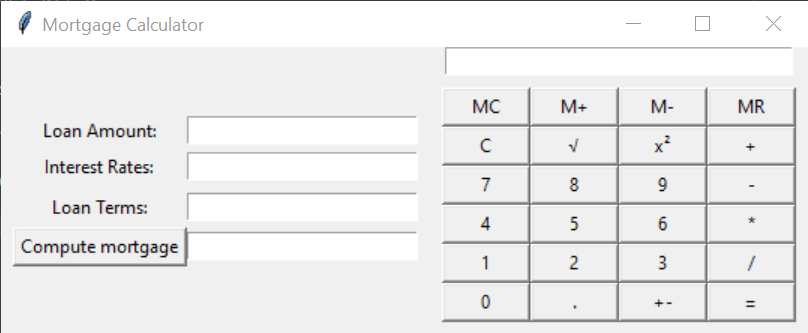 Mortgage Calculator
Loan Amount:
Interest Rates:
Loan Terms:
Compute mortgage
MC M+ M- MR
C √ x² +
7 8 9 -
4 5 6 *
1 2 3 /
0 . +- =